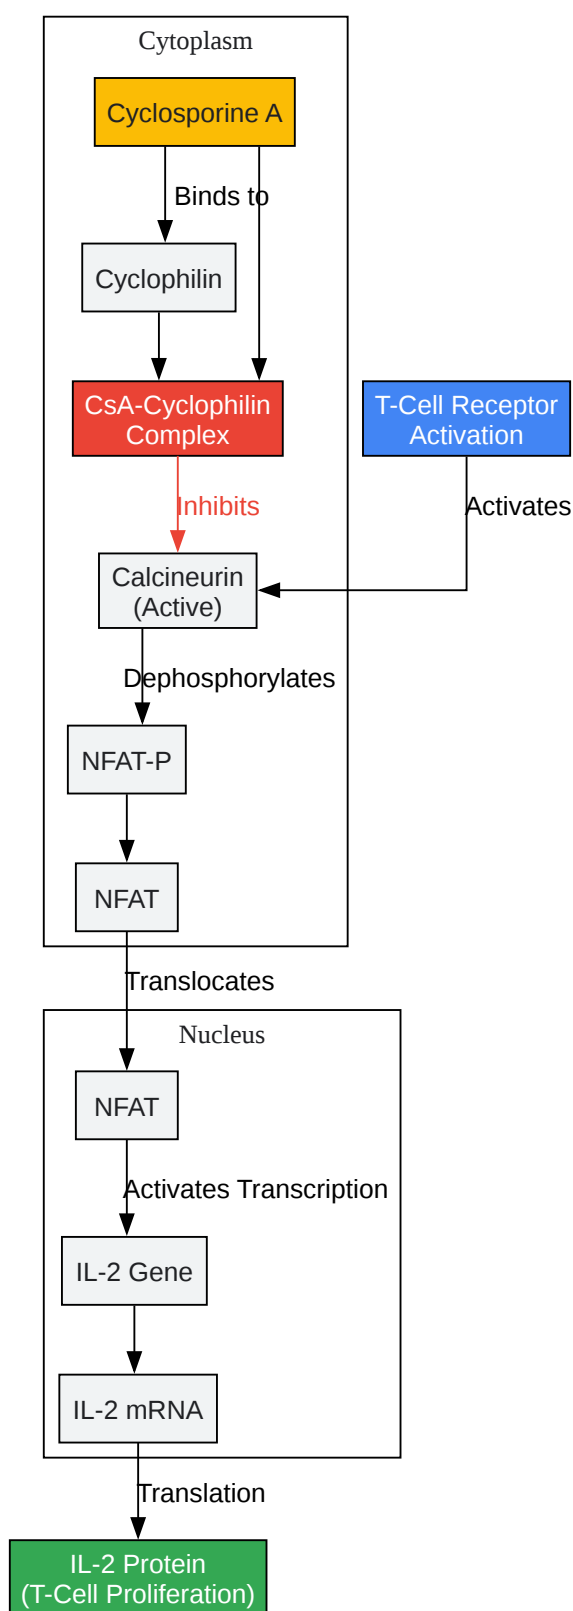 Cytoplasm
Cyclosporine A
Binds to
Cyclophilin
CsA-Cyclophilin
Complex
T-Cell Receptor
Activation
Inhibits
Activates
Calcineurin
(Active)
Dephosphorylates
NFAT-P
NFAT
Translocates
Nucleus
NFAT
Activates Transcription
IL-2 Gene
IL-2 mRNA
Translation
IL-2 Protein
(T-Cell Proliferation)